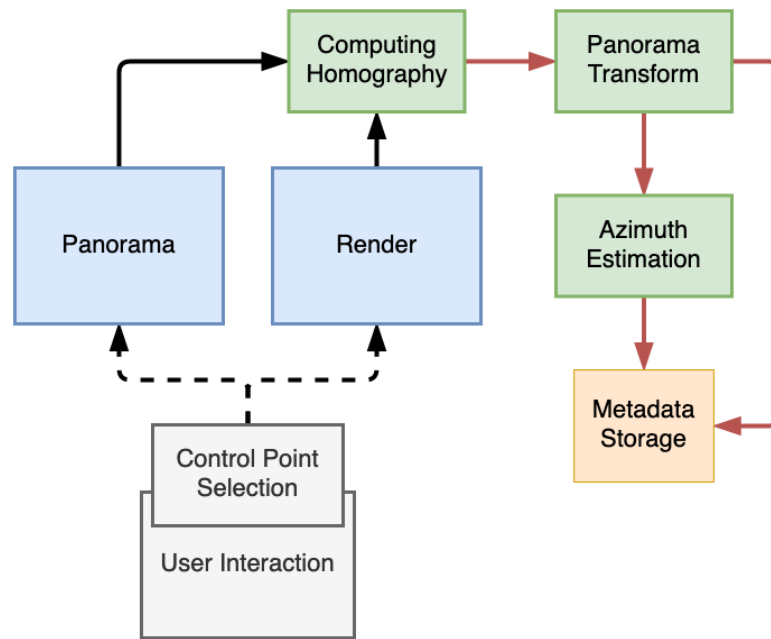 Computing
Homography
Panorama
Transform
Panorama
Render
Azimuth
Estimation
Metadata
Storage
Control Point
Selection
User Interaction